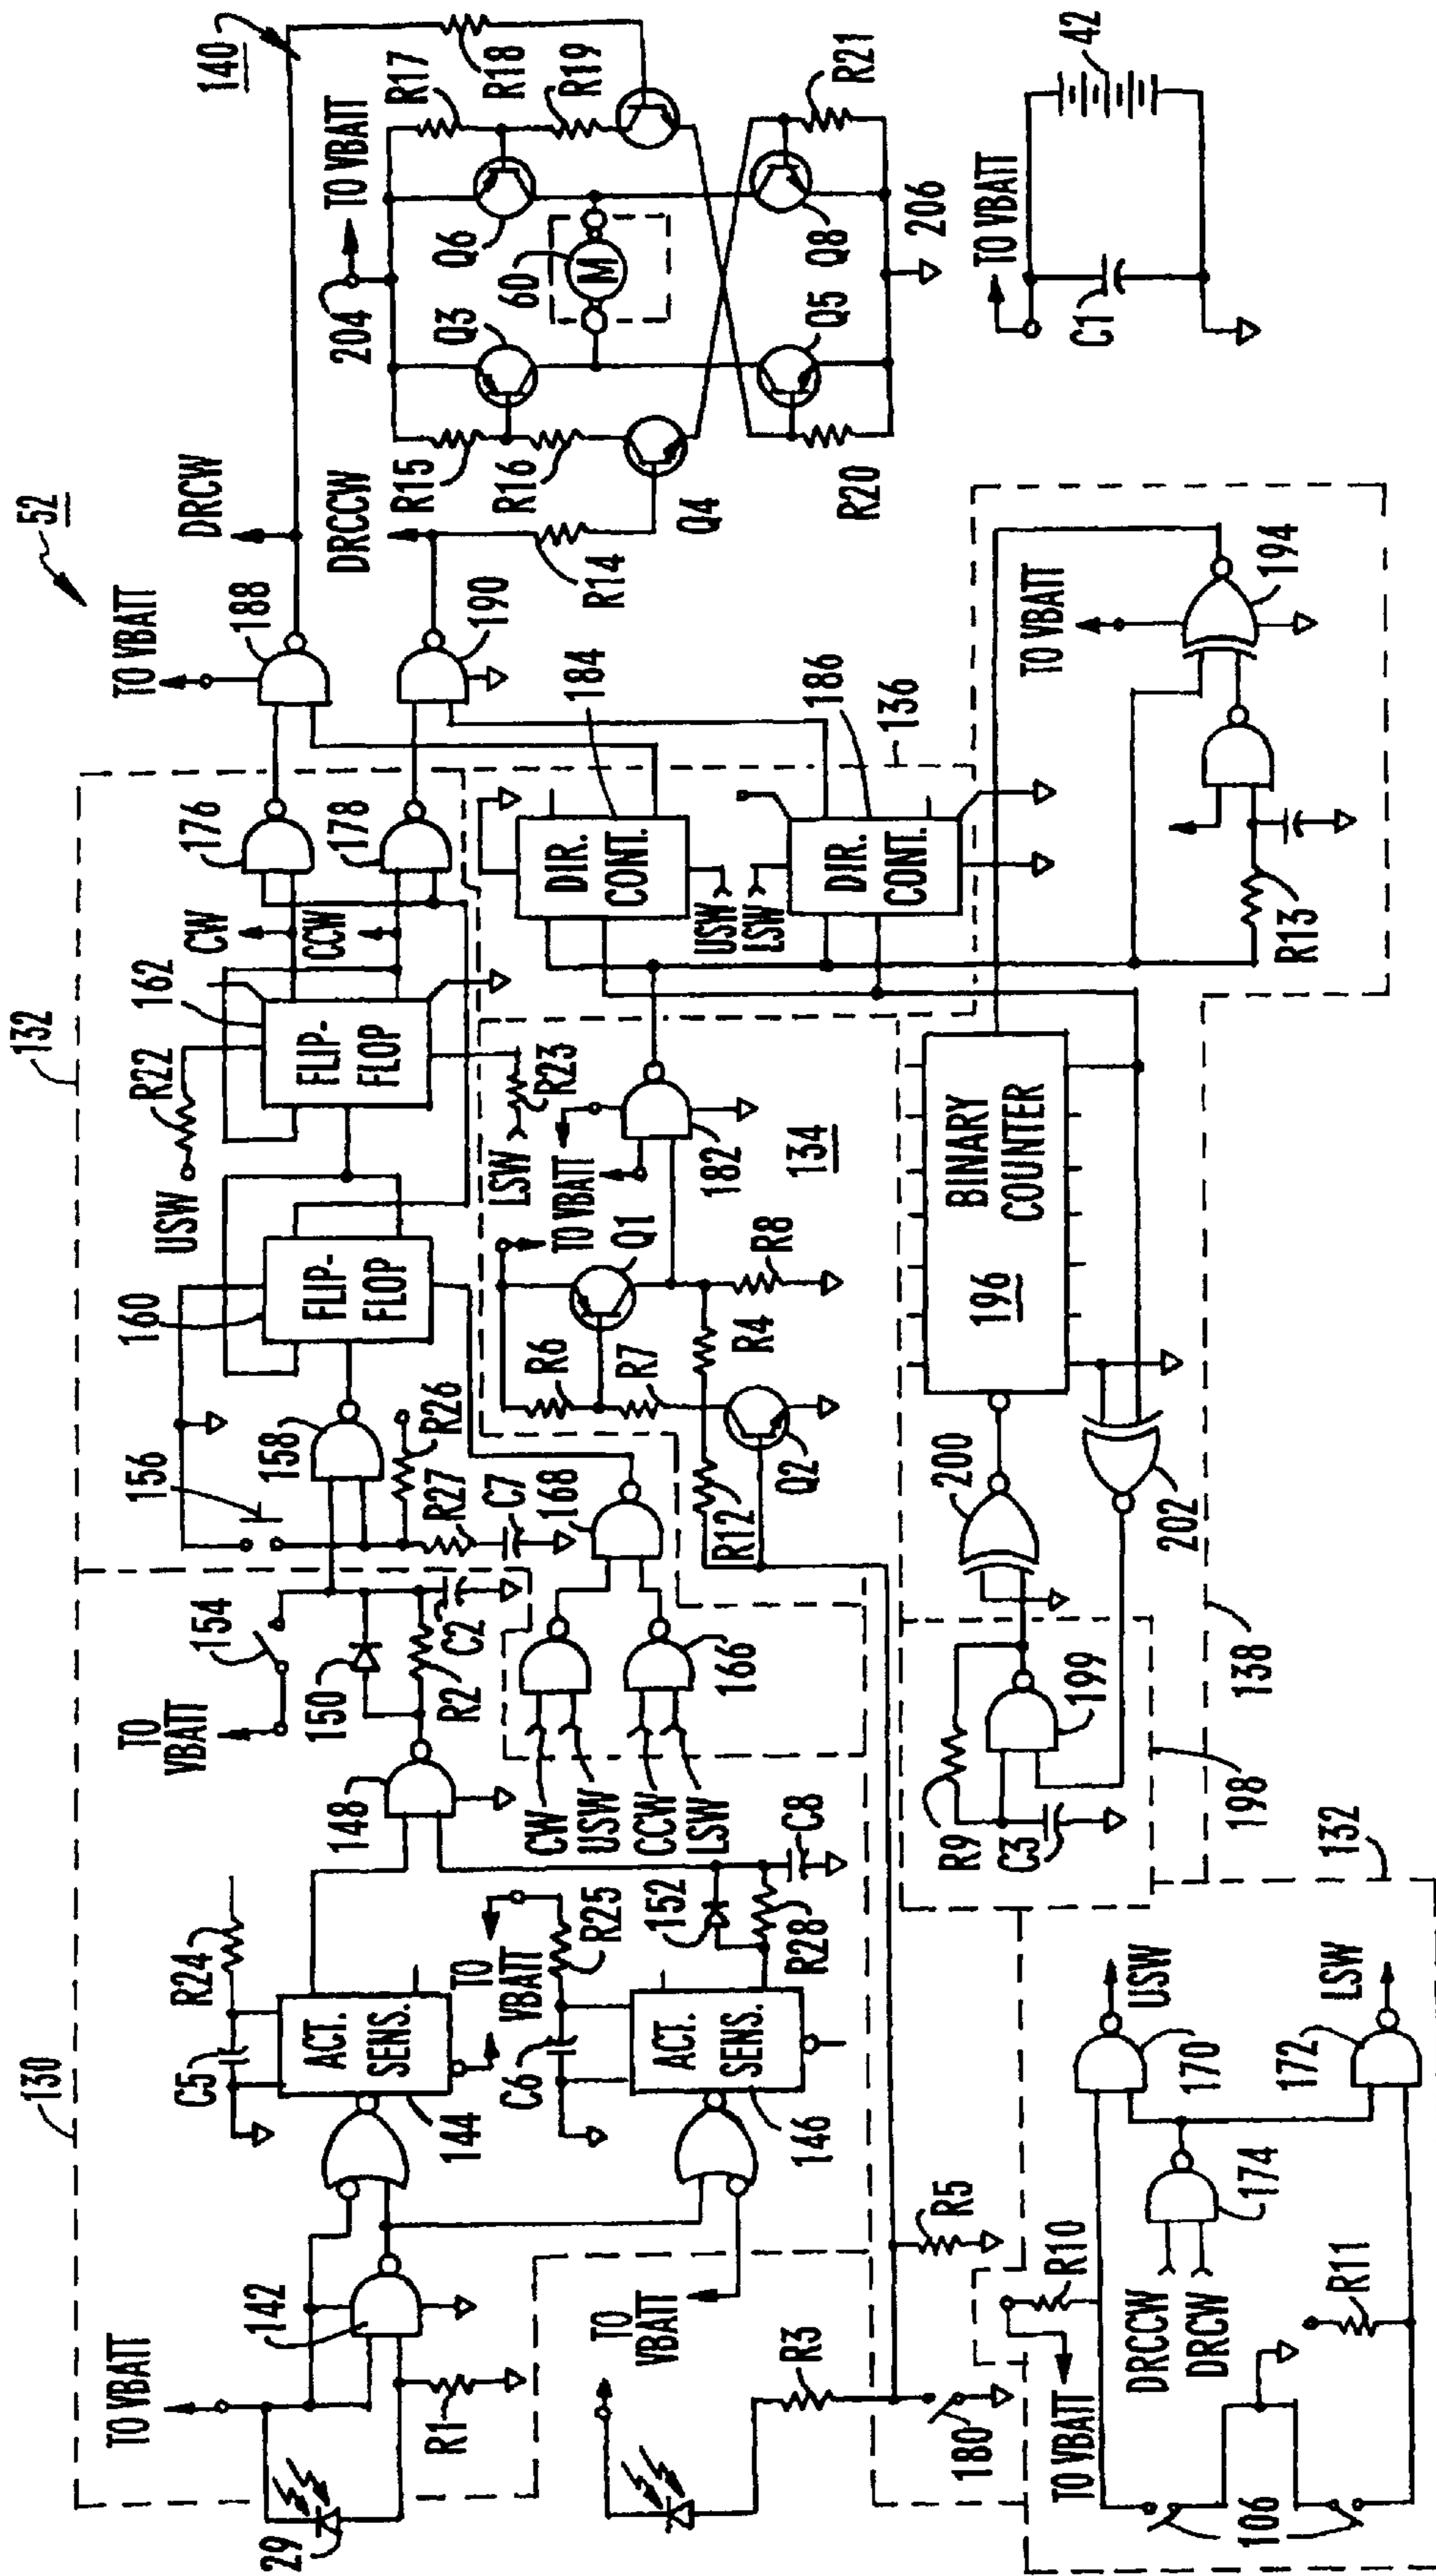 52
140
130
132
TO VBATT
142
29
R1
C5
R24
ACT.
SENS.
144
TO
VBATT
C6
R25
ACT.
SENS.
146
152
R28
C8
148
TO
VBATT
154
150
R2
C2
CW
USW
CCW
LSW
166
168
156
158
R26
R27
C7
160
FLIP-
FLOP
USW
R22
162
FLIP-
FLOP
CW
CCW
176
178
LSW
R23
TO VBATT
188
190
DRCW
DRCCW
R14
TO VBATT
204
R15
R16
R17
R18
R19
Q3
Q4
Q5
Q6
Q8
60
M
R20
R21
206
TO VBATT
C1
42
TO
VBATT
R3
180
R5
R12
Q2
R6
R7
Q1
R4
R8
TO VBATT
182
134
DIR.
CONT.
184
USW
LSW
DIR.
CONT.
186
136
TO VBATT
194
R13
BINARY
COUNTER
196
200
202
R9
C3
199
198
138
132
TO VBATT
R10
DRCCW
DRCW
174
R11
106
170
172
USW
LSW